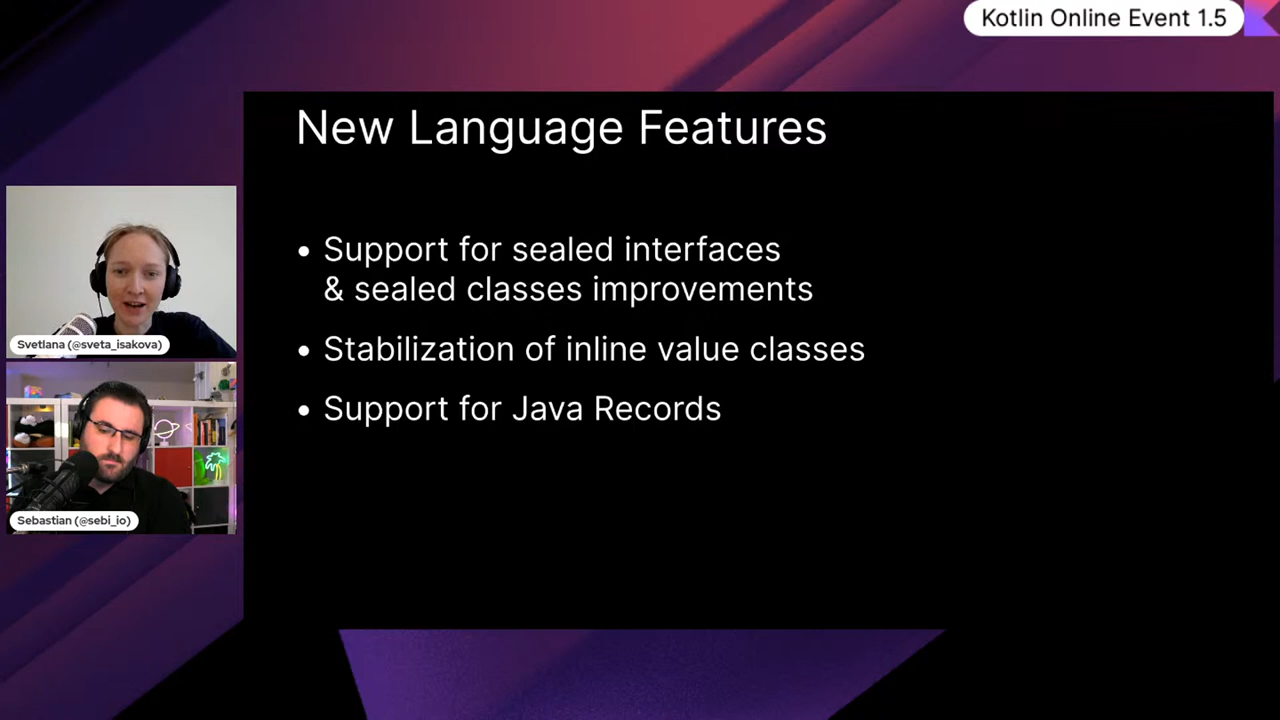 Kotlin Online Event 1.5
New Language Features
• Support for sealed interfaces
& sealed classes improvements
• Stabilization of inline value classes
• Support for Java Records
Svetlana (@sveta_isakova)
Sebastian (@sebi_io)